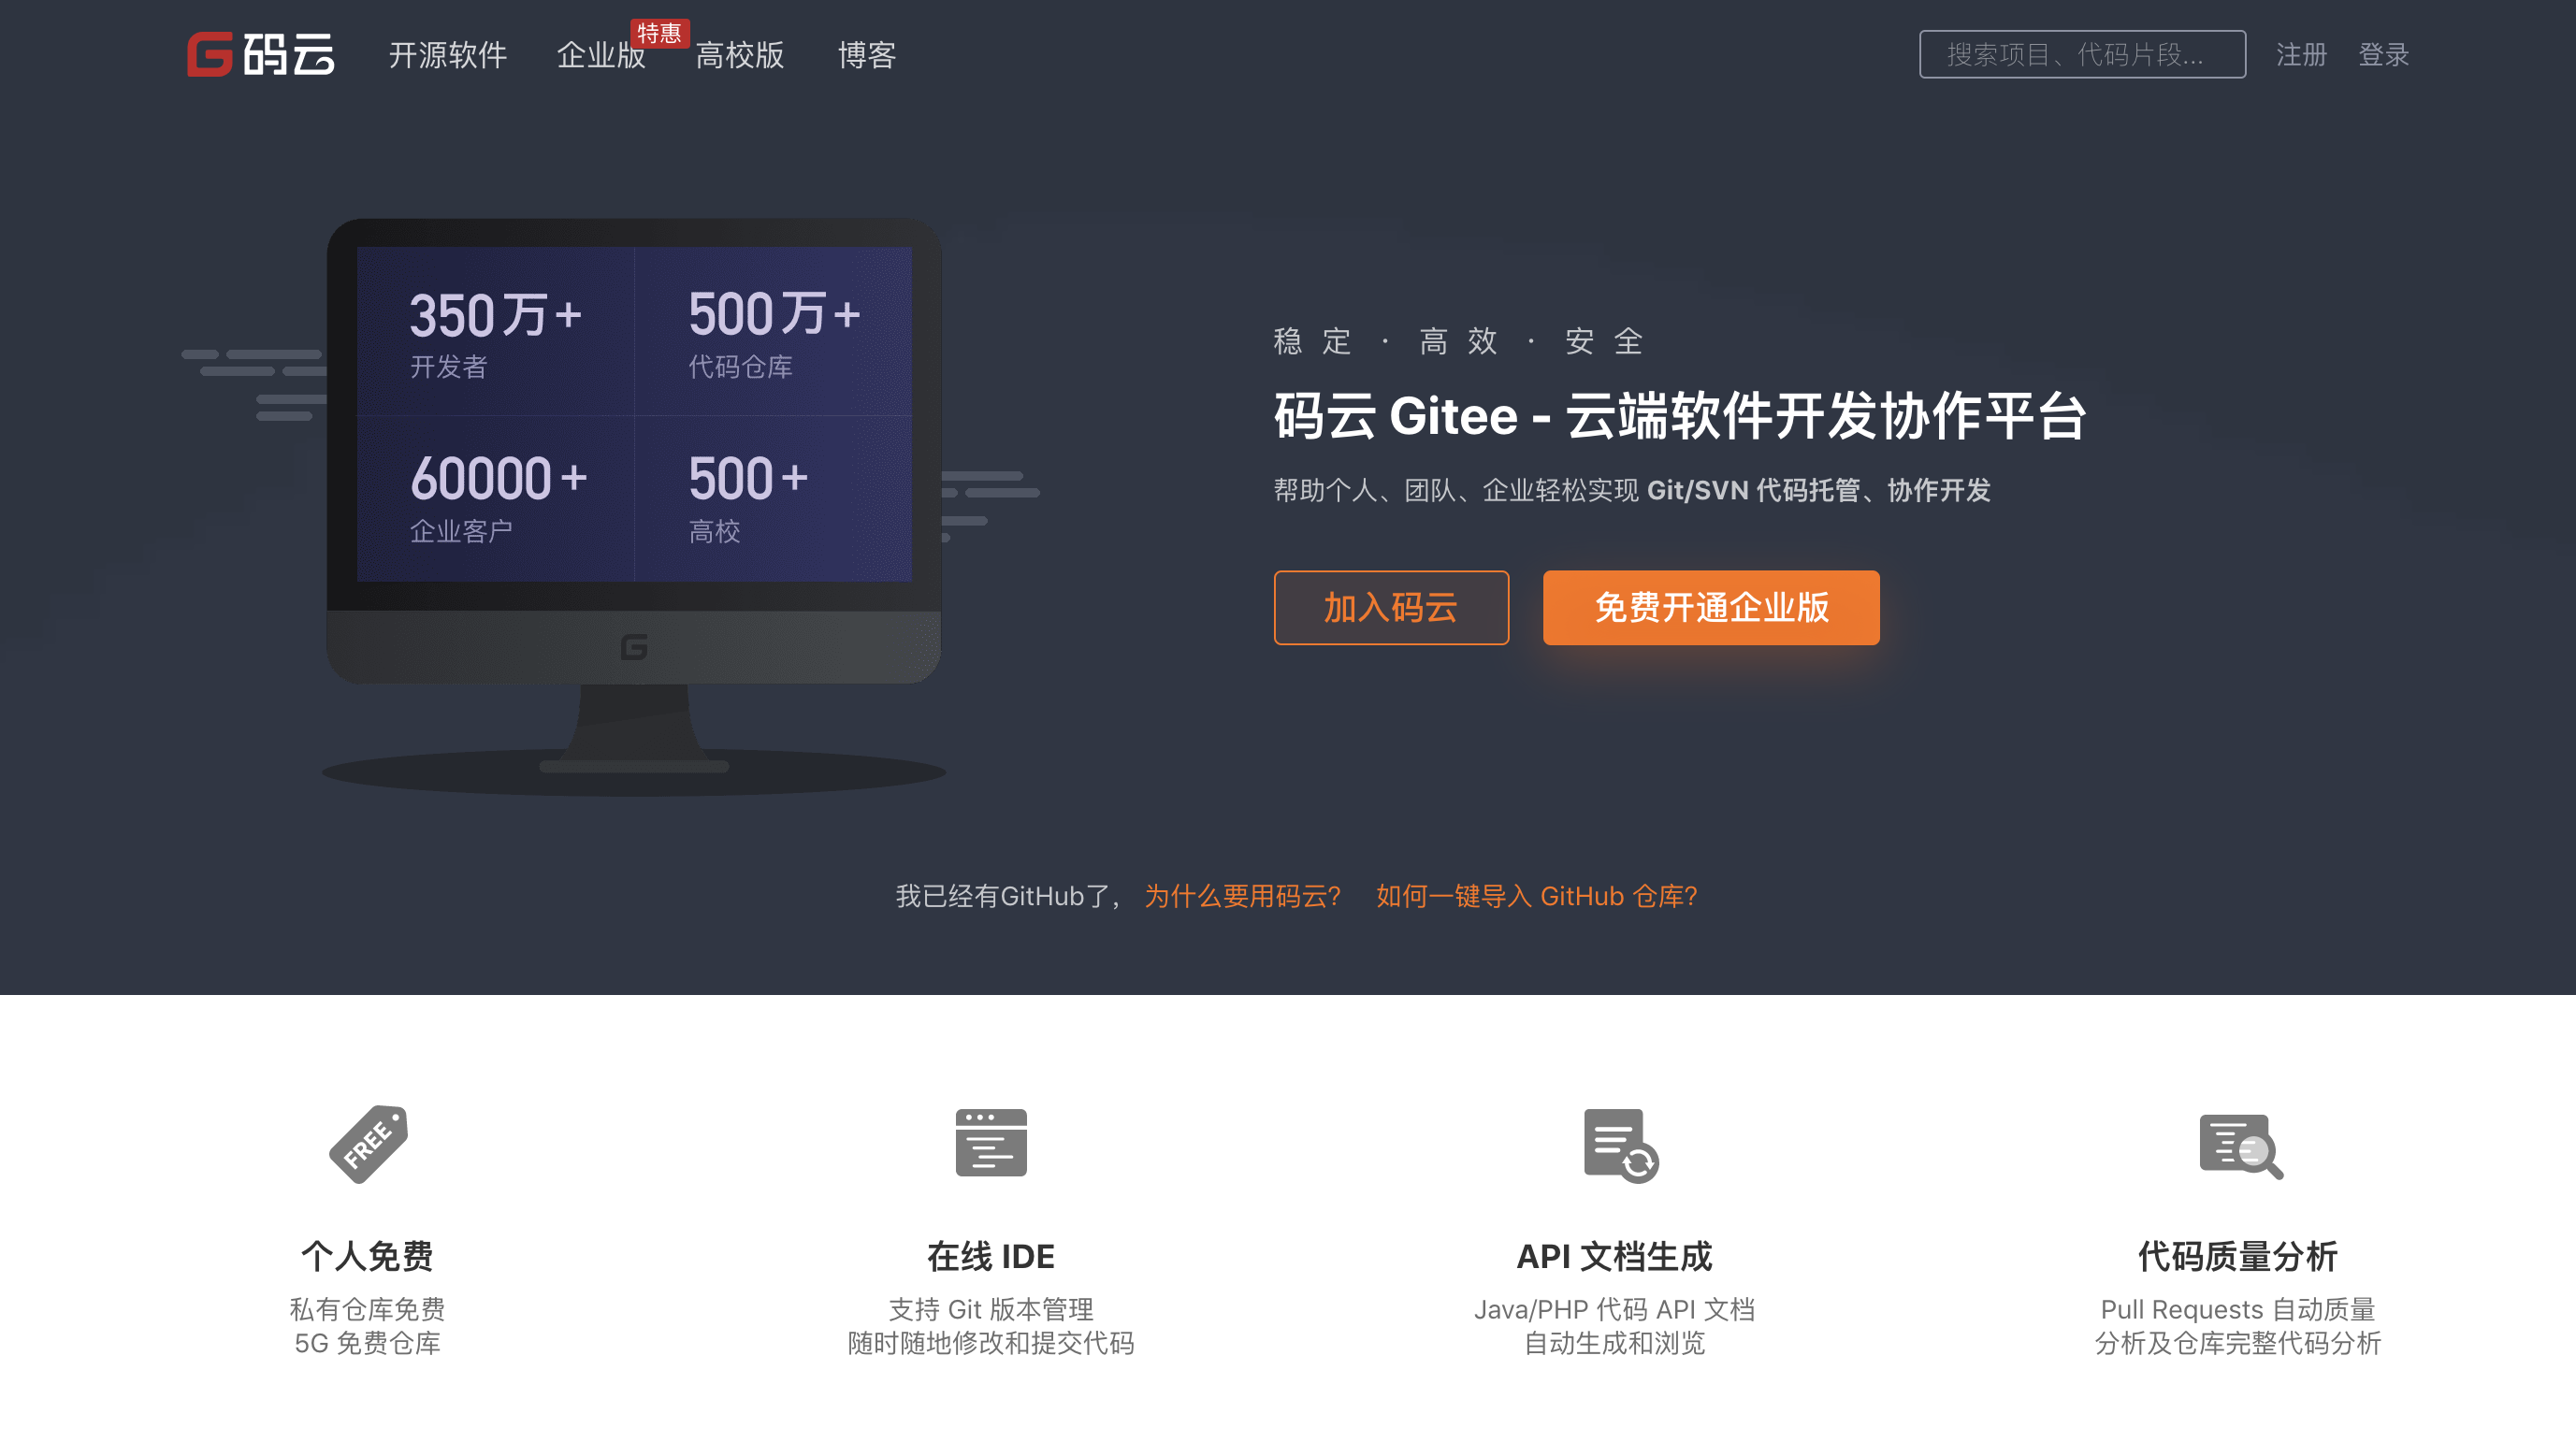 码云
开源软件 企业版 特惠 高校版 博客
搜索项目、代码片段... 注册 登录
350万+ 500万+
开发者 代码仓库
60000+ 500+
企业客户 高校
稳定·高效·安全
码云 Gitee - 云端软件开发协作平台
帮助个人、团队、企业轻松实现 Git/SVN 代码托管、协作开发
加入码云 免费开通企业版
我已经有GitHub了， 为什么要用码云? 如何一键导入 GitHub 仓库?
FREE
个人免费
私有仓库免费
5G 免费仓库
在线 IDE
支持 Git 版本管理
随时随地修改和提交代码
API 文档生成
Java/PHP 代码 API 文档
自动生成和浏览
代码质量分析
Pull Requests 自动质量
分析及仓库完整代码分析